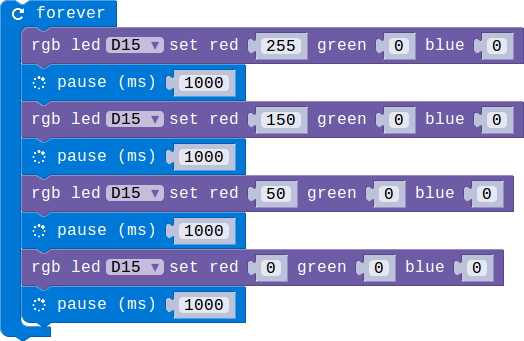 forever
rgb led D15 set red 255 green 0 blue 0
pause (ms) 1000
rgb led D15 set red 150 green 0 blue 0
pause (ms) 1000
rgb led D15 set red 50 green 0 blue 0
pause (ms) 1000
rgb led D15 set red 0 green 0 blue 0
pause (ms) 1000